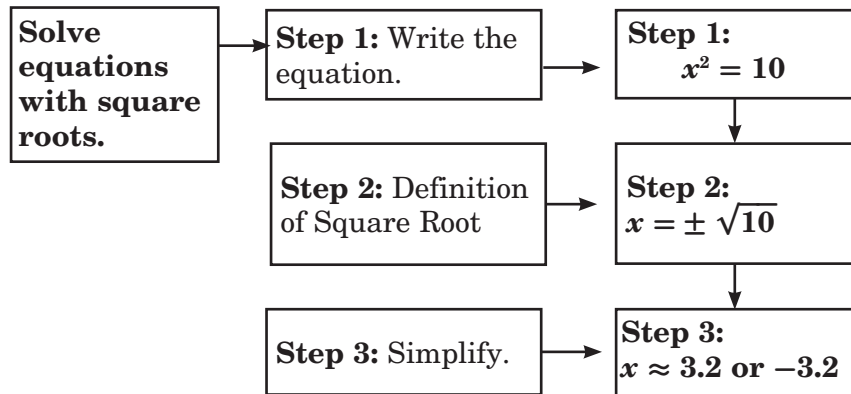 Solve
equations
with square
roots.
Step 1: Write the
equation.
Step 1:
x² = 10
Step 2: Definition
of Square Root
Step 2:
x = ± √10
Step 3: Simplify.
Step 3:
x ≈ 3.2 or −3.2